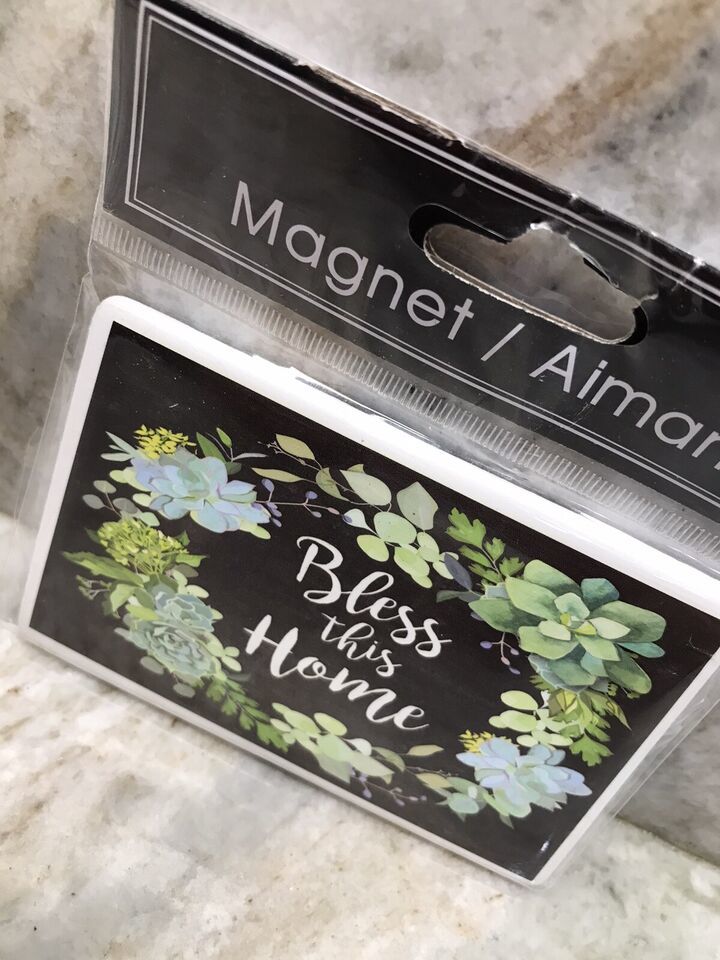 Magnet / Aiman
Bless
this
Home